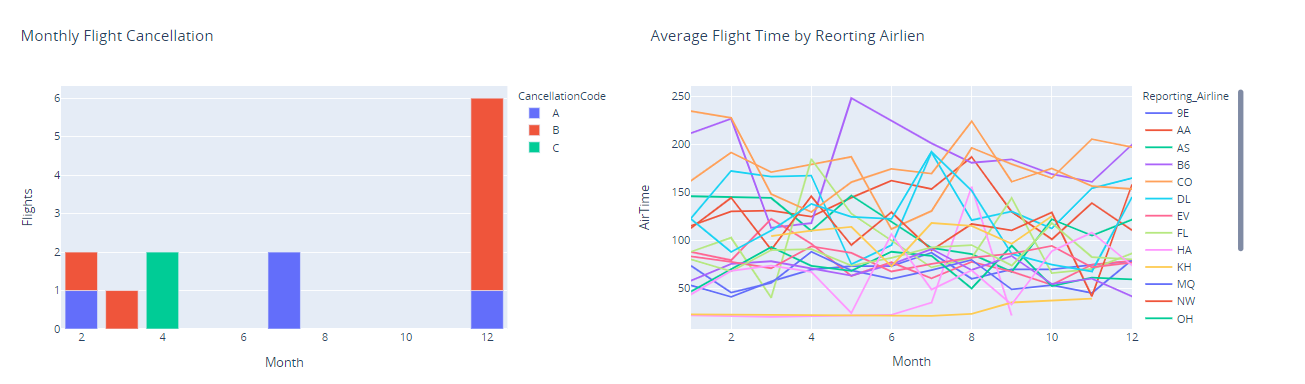 Monthly Flight Cancellation
6
5
4
3
2
1
0
Flights
2
4
6
8
10
12
Month
CancellationCode
A
B
C
Average Flight Time by Reorting Airlien
250
200
150
100
50
AirTime
2
4
6
8
10
12
Month
Reporting_Airline
9E
AA
AS
B6
CO
DL
EV
FL
HA
KH
MQ
NW
OH